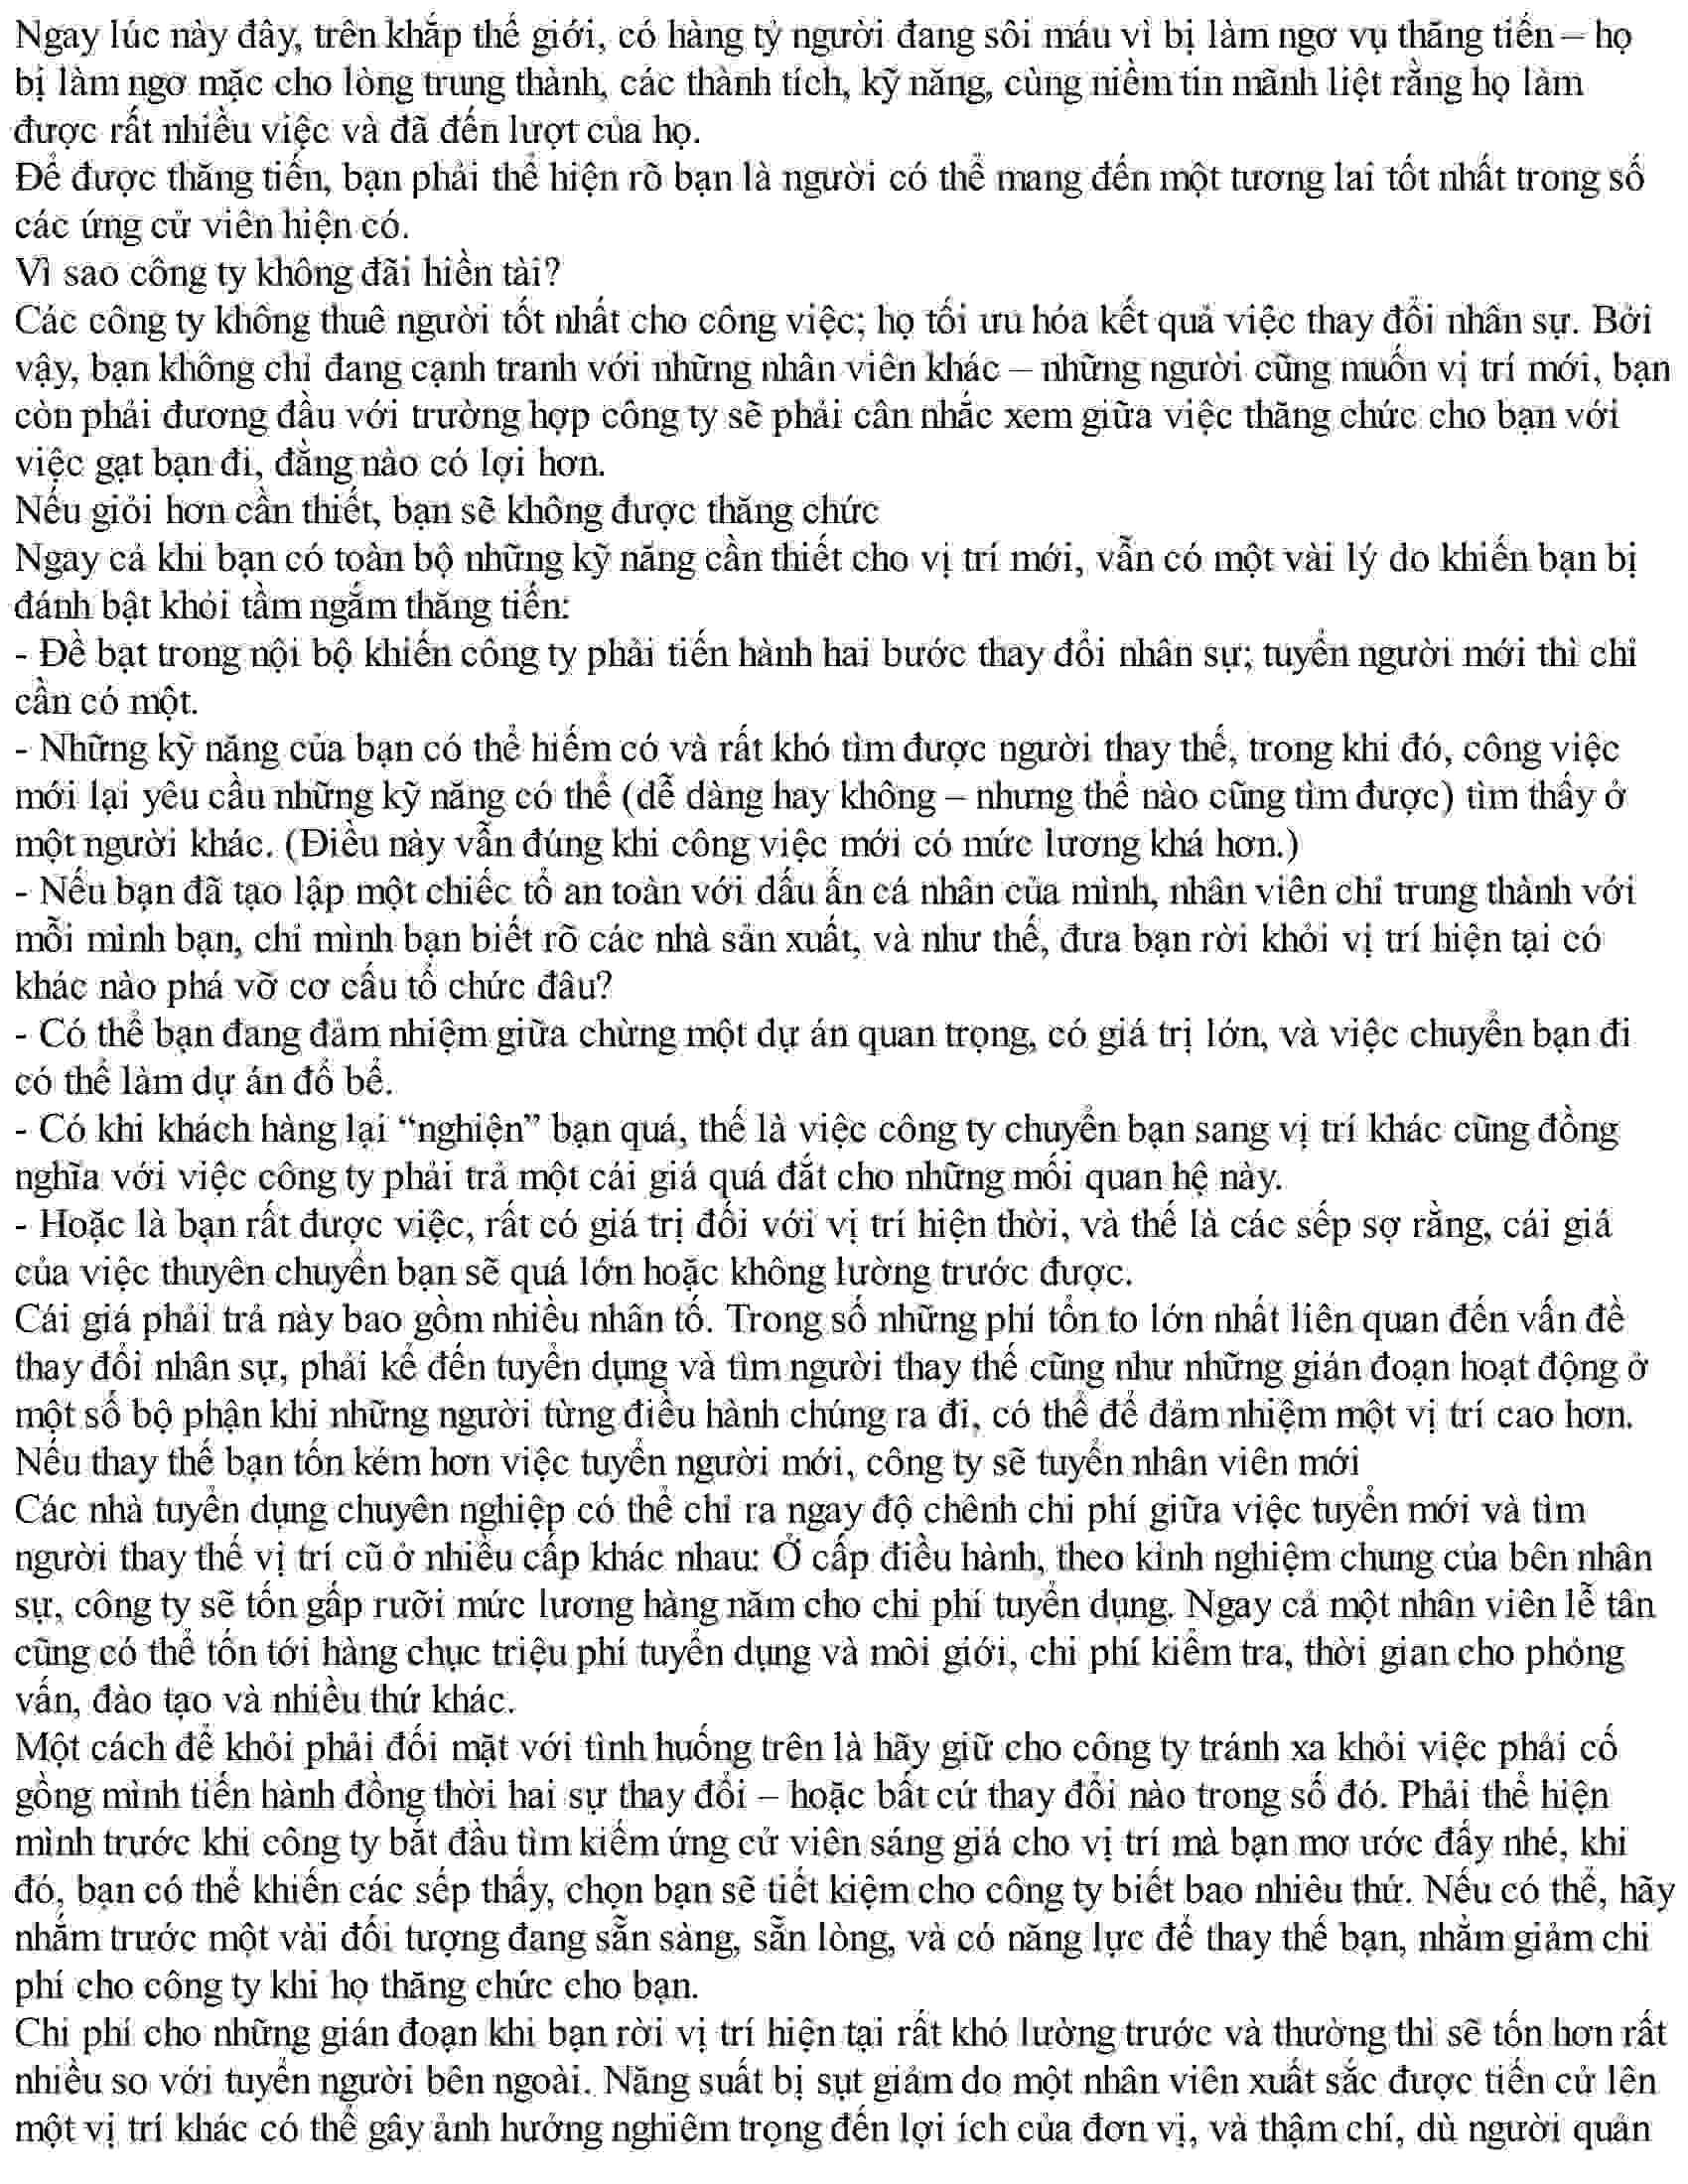 Ngay lúc này đây, trên khắp thế giới, có hàng tỷ người đang sôi máu vì bị làm ngơ vụ thăng tiến – họ
bị làm ngơ mặc cho lòng trung thành, các thành tích, kỹ năng, cùng niềm tin mãnh liệt rằng họ làm
được rất nhiều việc và đã đến lượt của họ.
Để được thăng tiến, bạn phải thể hiện rõ bạn là người có thể mang đến một tương lai tốt nhất trong số
các ứng cử viên hiện có.
Vì sao công ty không đãi hiền tài?
Các công ty không thuê người tốt nhất cho công việc; họ tối ưu hóa kết quả việc thay đổi nhân sự. Bởi
vậy, bạn không chỉ đang cạnh tranh với những nhân viên khác – những người cũng muốn vị trí mới, bạn
còn phải đương đầu với trường hợp công ty sẽ phải cân nhắc xem giữa việc thăng chức cho bạn với
việc gạt bạn đi, đằng nào có lợi hơn.
Nếu giỏi hơn cần thiết, bạn sẽ không được thăng chức
Ngay cả khi bạn có toàn bộ những kỹ năng cần thiết cho vị trí mới, vẫn có một vài lý do khiến bạn bị
đánh bật khỏi tầm ngắm thăng tiến:
- Đề bạt trong nội bộ khiến công ty phải tiến hành hai bước thay đổi nhân sự; tuyển người mới thì chỉ
cần có một.
- Những kỹ năng của bạn có thể hiếm có và rất khó tìm được người thay thế, trong khi đó, công việc
mới lại yêu cầu những kỹ năng có thể (dễ dàng hay không – nhưng thể nào cũng tìm được) tìm thấy ở
một người khác. (Điều này vẫn đúng khi công việc mới có mức lương khá hơn.)
- Nếu bạn đã tạo lập một chiếc tổ an toàn với dấu ấn cá nhân của mình, nhân viên chỉ trung thành với
mỗi mình bạn, chỉ mình bạn biết rõ các nhà sản xuất, và như thế, đưa bạn rời khỏi vị trí hiện tại có
khác nào phá vỡ cơ cấu tổ chức đâu?
- Có thể bạn đang đảm nhiệm giữa chừng một dự án quan trọng, có giá trị lớn, và việc chuyển bạn đi
có thể làm dự án đổ bể.
- Có khi khách hàng lại “nghiện” bạn quá, thế là việc công ty chuyển bạn sang vị trí khác cũng đồng
nghĩa với việc công ty phải trả một cái giá quá đắt cho những mối quan hệ này.
- Hoặc là bạn rất được việc, rất có giá trị đối với vị trí hiện thời, và thế là các sếp sợ rằng, cái giá
của việc thuyên chuyển bạn sẽ quá lớn hoặc không lường trước được.
Cái giá phải trả này bao gồm nhiều nhân tố. Trong số những phí tổn to lớn nhất liên quan đến vấn đề
thay đổi nhân sự, phải kể đến tuyển dụng và tìm người thay thế cũng như những gián đoạn hoạt động ở
một số bộ phận khi những người từng điều hành chúng ra đi, có thể để đảm nhiệm một vị trí cao hơn.
Nếu thay thế bạn tốn kém hơn việc tuyển người mới, công ty sẽ tuyển nhân viên mới
Các nhà tuyển dụng chuyên nghiệp có thể chỉ ra ngay độ chênh chi phí giữa việc tuyển mới và tìm
người thay thế vị trí cũ ở nhiều cấp khác nhau: Ở cấp điều hành, theo kinh nghiệm chung của bên nhân
sự, công ty sẽ tốn gấp rưỡi mức lương hàng năm cho chi phí tuyển dụng. Ngay cả một nhân viên lễ tân
cũng có thể tốn tới hàng chục triệu phí tuyển dụng và môi giới, chi phí kiểm tra, thời gian cho phỏng
vấn, đào tạo và nhiều thứ khác.
Một cách để khỏi phải đối mặt với tình huống trên là hãy giữ cho công ty tránh xa khỏi việc phải cố
gồng mình tiến hành đồng thời hai sự thay đổi – hoặc bất cứ thay đổi nào trong số đó. Phải thể hiện
mình trước khi công ty bắt đầu tìm kiếm ứng cử viên sáng giá cho vị trí mà bạn mơ ước đấy nhé, khi
đó, bạn có thể khiến các sếp thấy, chọn bạn sẽ tiết kiệm cho công ty biết bao nhiêu thứ. Nếu có thể, hãy
nhắm trước một vài đối tượng đang sẵn sàng, sẵn lòng, và có năng lực để thay thế bạn, nhằm giảm chi
phí cho công ty khi họ thăng chức cho bạn.
Chi phí cho những gián đoạn khi bạn rời vị trí hiện tại rất khó lường trước và thường thì sẽ tốn hơn rất
nhiều so với tuyển người bên ngoài. Năng suất bị sụt giảm do một nhân viên xuất sắc được tiến cử lên
một vị trí khác có thể gây ảnh hưởng nghiêm trọng đến lợi ích của đơn vị, và thậm chí, dù người quản